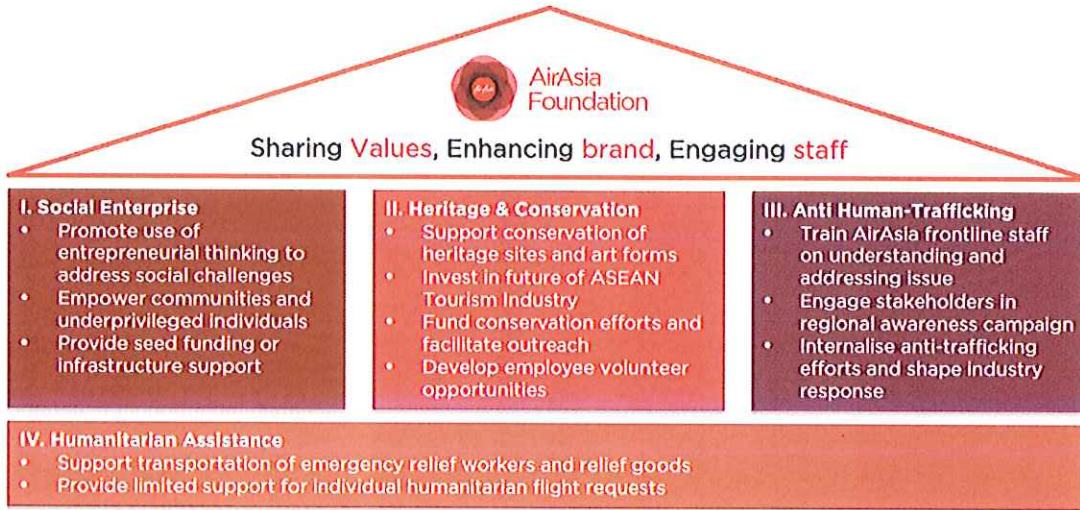 AirAsia
Foundation
Sharing Values, Enhancing brand, Engaging staff
I. Social Enterprise
• Promote use of
entrepreneurial thinking to
address social challenges
• Empower communities and
underprivileged individuals
• Provide seed funding or
infrastructure support
II. Heritage & Conservation
• Support conservation of
heritage sites and art forms
• Invest in future of ASEAN
Tourism Industry
• Fund conservation efforts and
facilitate outreach
• Develop employee volunteer
opportunities
III. Anti Human-Trafficking
• Train AirAsia frontline staff
on understanding and
addressing issue
• Engage stakeholders in
regional awareness campaign
• Internalise anti-trafficking
efforts and shape industry
response
IV. Humanitarian Assistance
• Support transportation of emergency relief workers and relief goods
• Provide limited support for individual humanitarian flight requests